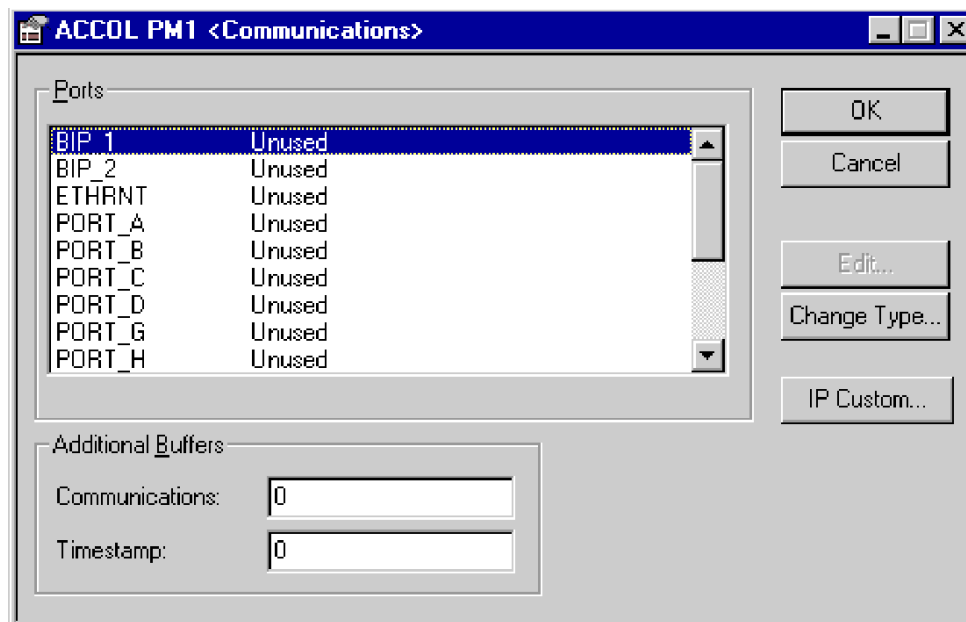 ACCOL PM1 <Communications>
Ports
BIP_1 Unused
BIP_2 Unused
ETHRNT Unused
PORT_A Unused
PORT_B Unused
PORT_C Unused
PORT_D Unused
PORT_G Unused
PORT_H Unused
OK
Cancel
Edit...
Change Type...
IP Custom...
Additional Buffers
Communications: 0
Timestamp: 0